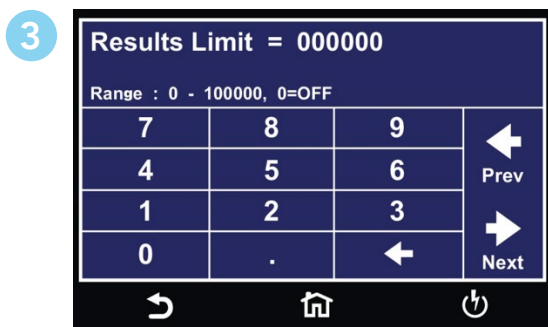 3
Results Limit = 000000
Range : 0 - 100000, 0=OFF
7 8 9
4 5 6
Prev
1 2 3
0 .
Next